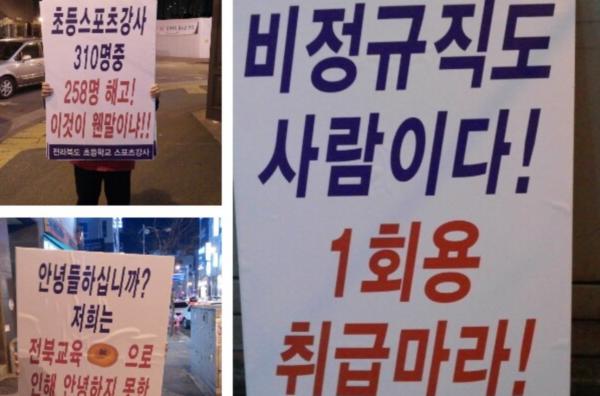 초등스포츠강사
310명중
258명 해고!
이것이 웬말이냐!!
전라북도 초등학교 스포츠강사
안녕들하십니까?
저희는
전북교육 으로
인해 안녕하지 못한
비정규직도
사람이다!
1회용
취급마라!